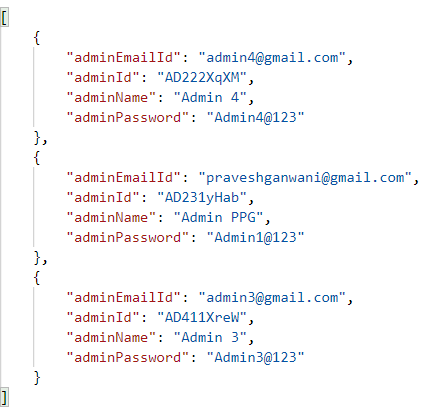 [
    {
        "adminEmailId": "admin4@gmail.com",
        "adminId": "AD222XqXM",
        "adminName": "Admin 4",
        "adminPassword": "Admin4@123"
    },
    {
        "adminEmailId": "praveshganwani@gmail.com",
        "adminId": "AD231yHab",
        "adminName": "Admin PPG",
        "adminPassword": "Admin1@123"
    },
    {
        "adminEmailId": "admin3@gmail.com",
        "adminId": "AD411XreW",
        "adminName": "Admin 3",
        "adminPassword": "Admin3@123"
    }
]